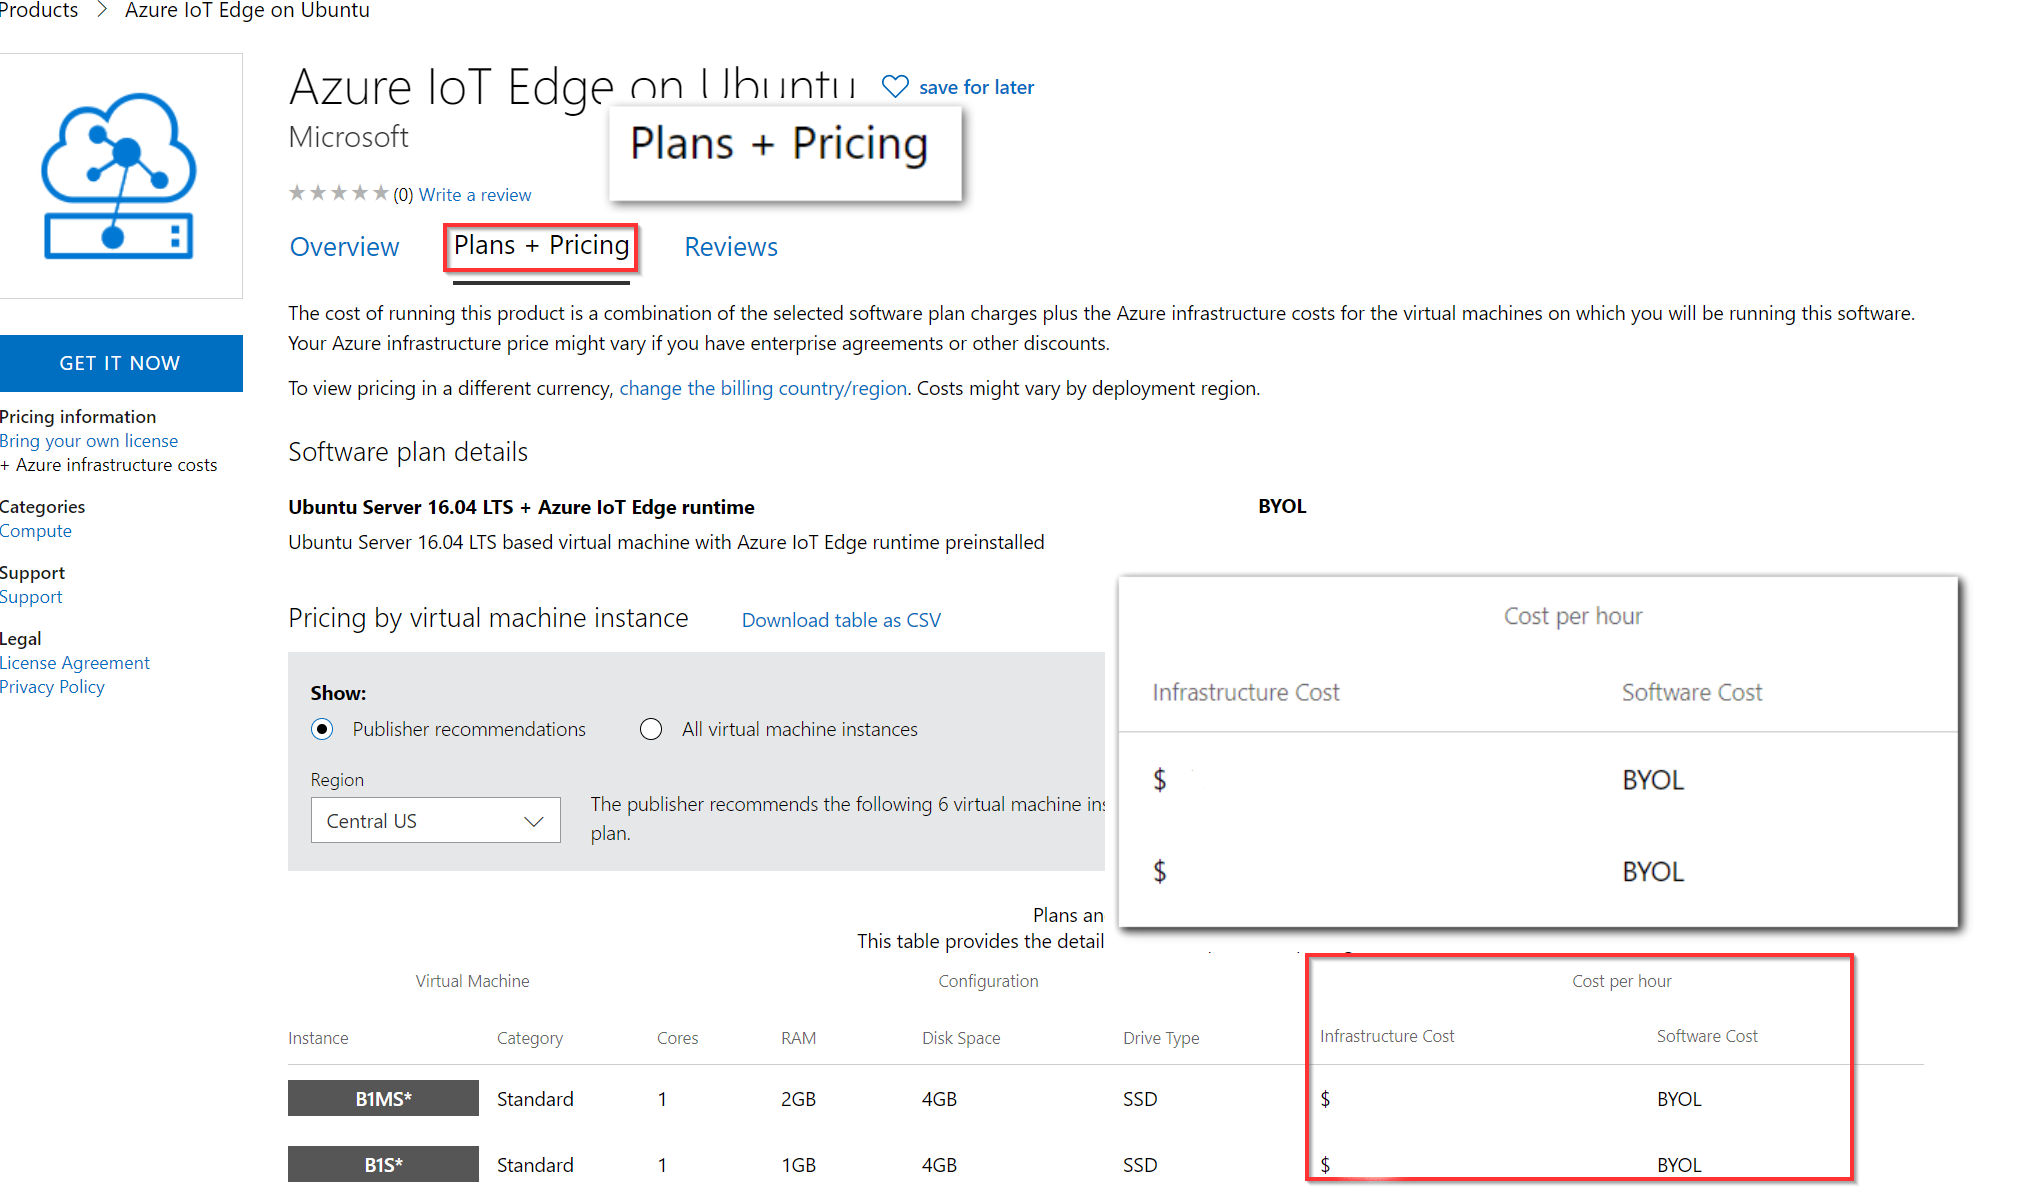 Products > Azure IoT Edge on Ubuntu
Azure IoT Edge on Ubuntu
save for later
Microsoft
Plans + Pricing
(0) Write a review
Overview
Plans + Pricing
Reviews
The cost of running this product is a combination of the selected software plan charges plus the Azure infrastructure costs for the virtual machines on which you will be running this software.
Your Azure infrastructure price might vary if you have enterprise agreements or other discounts.
To view pricing in a different currency, change the billing country/region. Costs might vary by deployment region.
GET IT NOW
Pricing information
Bring your own license
+ Azure infrastructure costs
Categories
Compute
Support
Support
Legal
License Agreement
Privacy Policy
Software plan details
Ubuntu Server 16.04 LTS + Azure IoT Edge runtime BYOL
Ubuntu Server 16.04 LTS based virtual machine with Azure IoT Edge runtime preinstalled
Pricing by virtual machine instance Download table as CSV
Show:
Publisher recommendations All virtual machine instances
Region
Central US
The publisher recommends the following 6 virtual machine ins
plan.
Cost per hour
Infrastructure Cost Software Cost
$ BYOL
$ BYOL
Plans an
This table provides the detail
Virtual Machine Configuration Cost per hour
Instance Category Cores RAM Disk Space Drive Type Infrastructure Cost Software Cost
B1MS* Standard 1 2GB 4GB SSD $ BYOL
B1S* Standard 1 1GB 4GB SSD $ BYOL